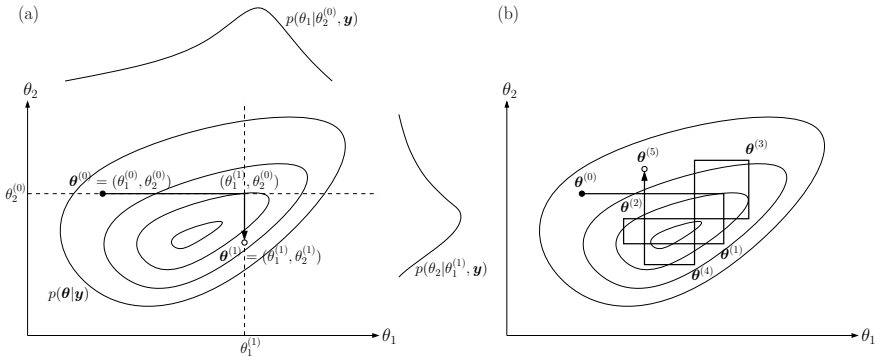 (a)
p(θ₁|θ₂⁽⁰⁾, y)
θ₂
θ₂⁽⁰⁾
θ⁽⁰⁾ = (θ₁⁽⁰⁾, θ₂⁽⁰⁾)
(θ₁⁽¹⁾, θ₂⁽⁰⁾)
θ⁽¹⁾ = (θ₁⁽¹⁾, θ₂⁽¹⁾)
p(θ₂|θ₁⁽¹⁾, y)
p(θ|y)
θ₁
θ₁⁽¹⁾
(b)
θ₂
θ⁽⁰⁾
θ⁽⁵⁾
θ⁽³⁾
θ⁽²⁾
θ⁽¹⁾
θ⁽⁴⁾
θ₁